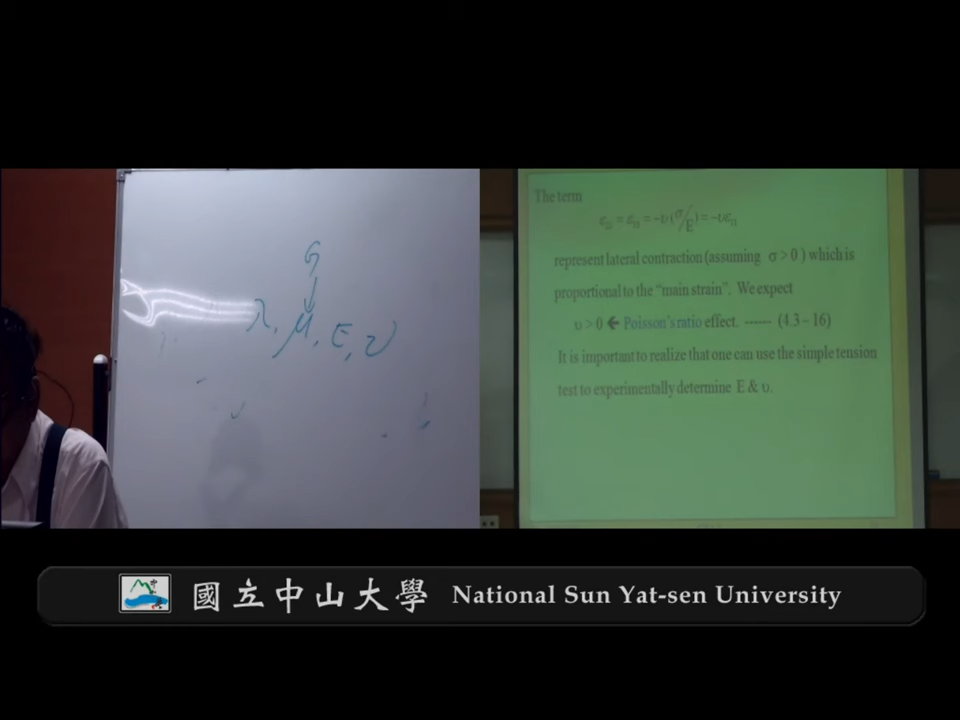 G
↓
λ, μ, E, ν
The term
ε₂₂ = ε₃₃ = −υ(σ/E) = −υε₁₁
represent lateral contraction (assuming σ > 0 ) which is
proportional to the “main strain”. We expect
υ > 0 ← Poisson's ratio effect. ------ (4.3 – 16)
It is important to realize that one can use the simple tension
test to experimentally determine E & υ.
國立中山大學 National Sun Yat-sen University